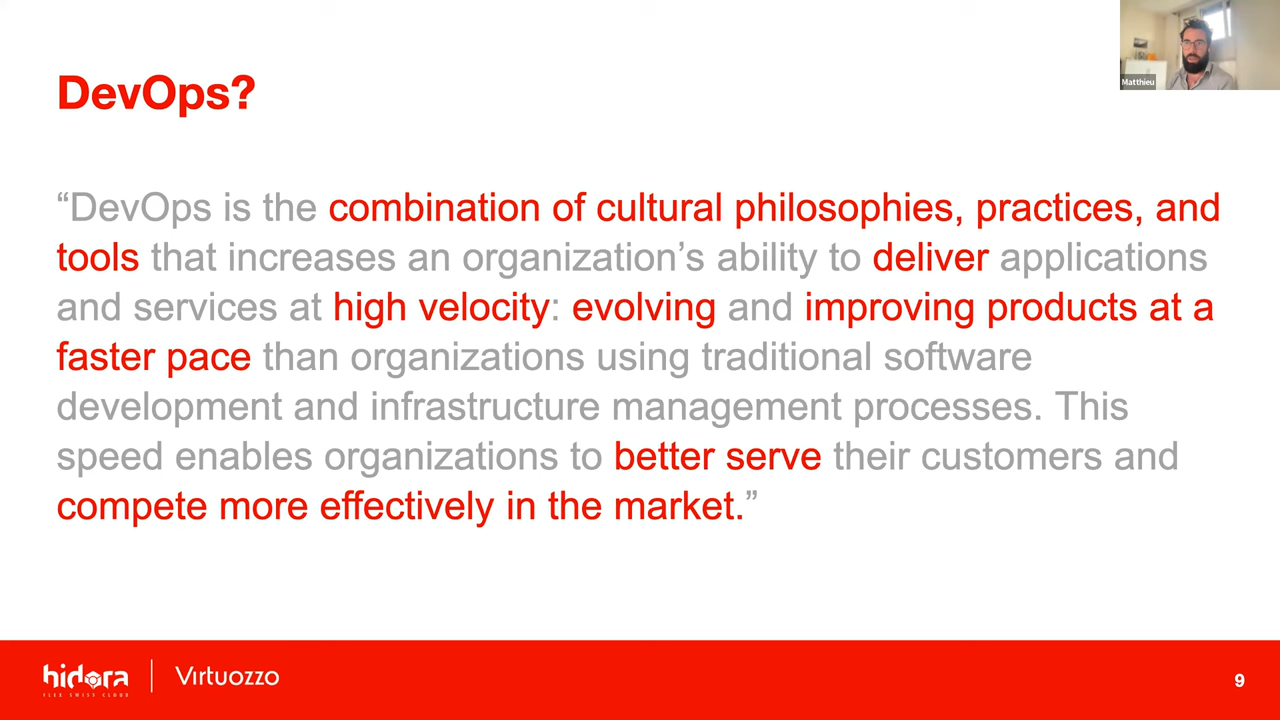 Matthieu
DevOps?
“DevOps is the combination of cultural philosophies, practices, and
tools that increases an organization’s ability to deliver applications
and services at high velocity: evolving and improving products at a
faster pace than organizations using traditional software
development and infrastructure management processes. This
speed enables organizations to better serve their customers and
compete more effectively in the market.”
hidora
FLEX SWISS CLOUD
Virtuozzo
9